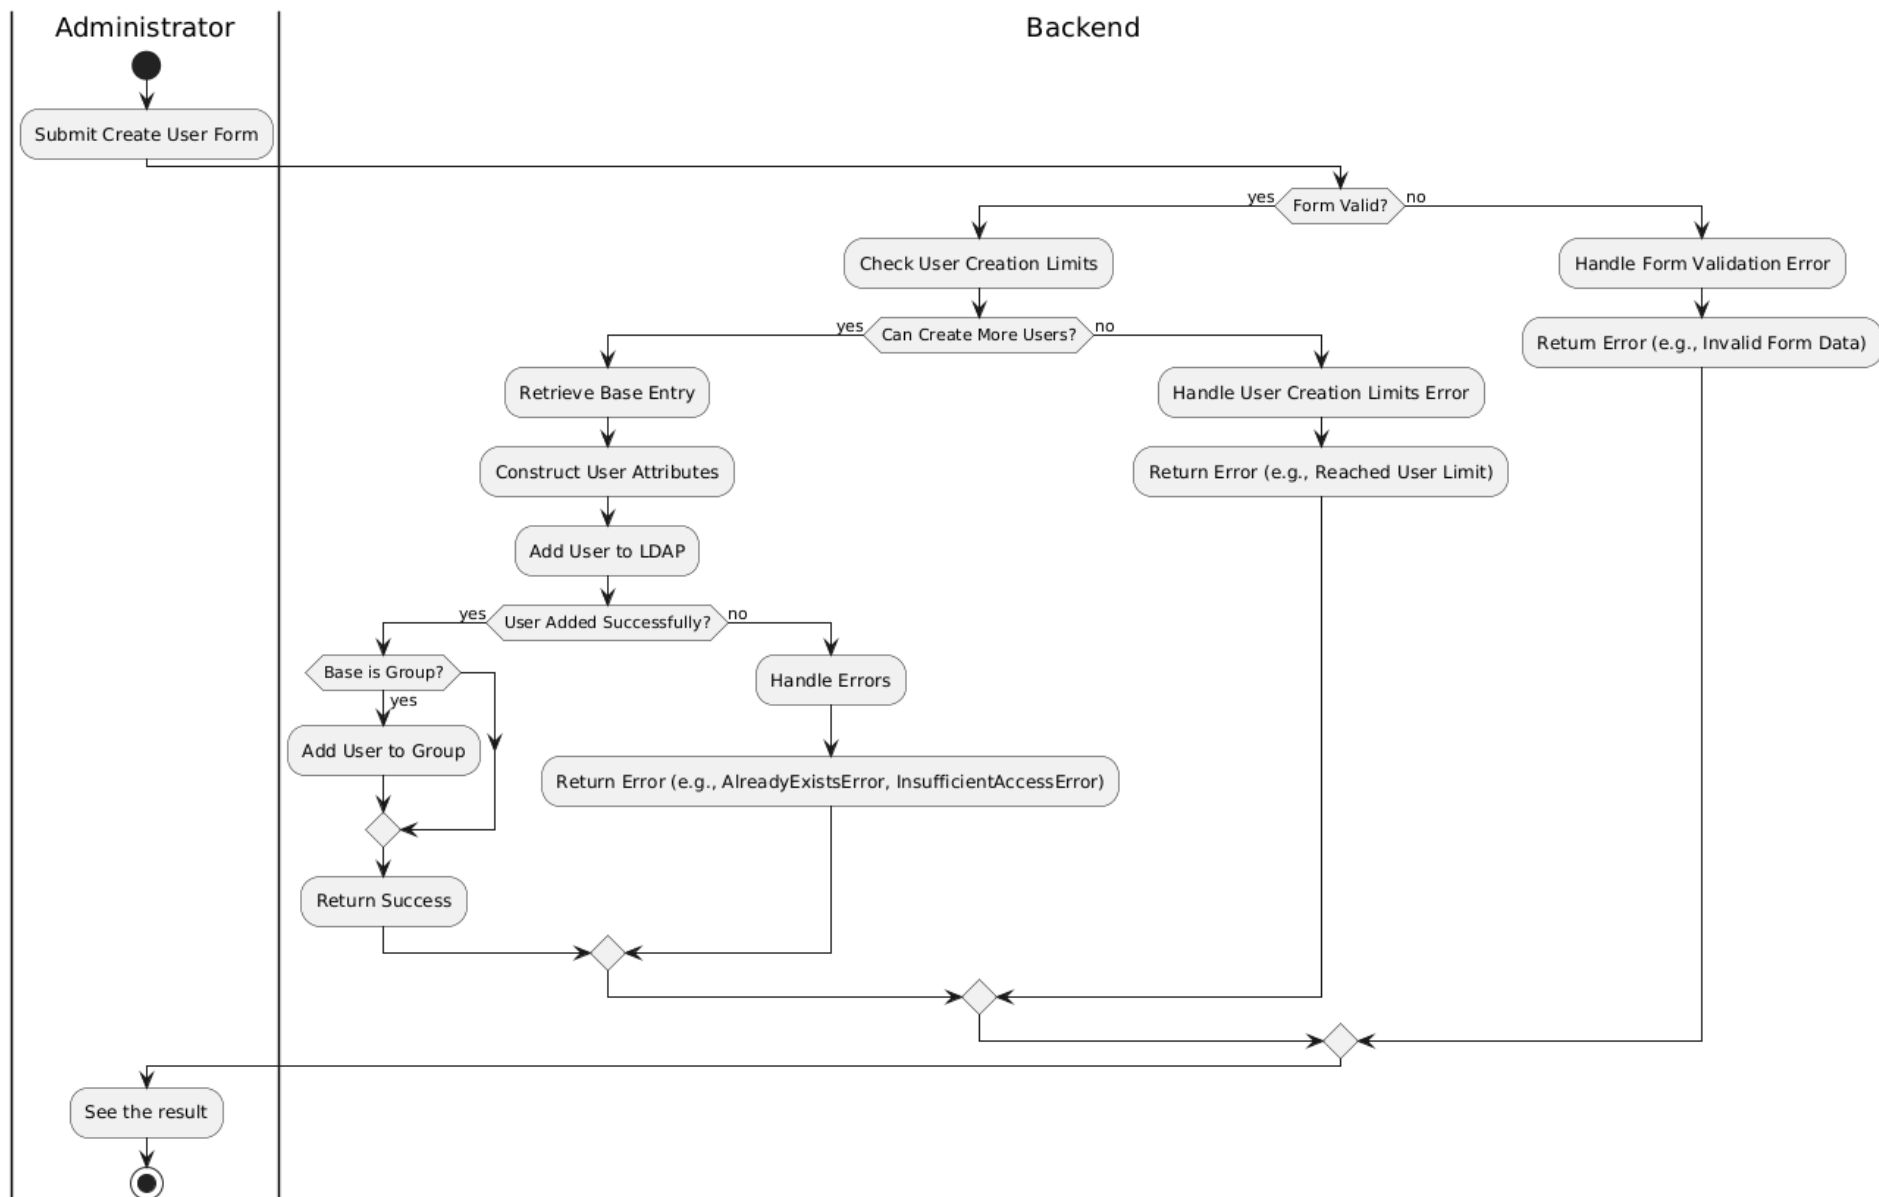 Administrator
Backend
Submit Create User Form
yes
Form Valid?
no
Check User Creation Limits
Handle Form Validation Error
yes
Can Create More Users?
no
Return Error (e.g., Invalid Form Data)
Retrieve Base Entry
Handle User Creation Limits Error
Construct User Attributes
Return Error (e.g., Reached User Limit)
Add User to LDAP
yes
User Added Successfully?
no
Base is Group?
yes
Handle Errors
Add User to Group
Return Error (e.g., AlreadyExistsError, InsufficientAccessError)
Return Success
See the result